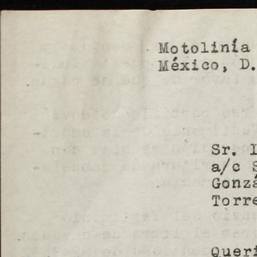 Motolinía
México, D.
Sr.
a/c S
Gonzá
Torre
Queri